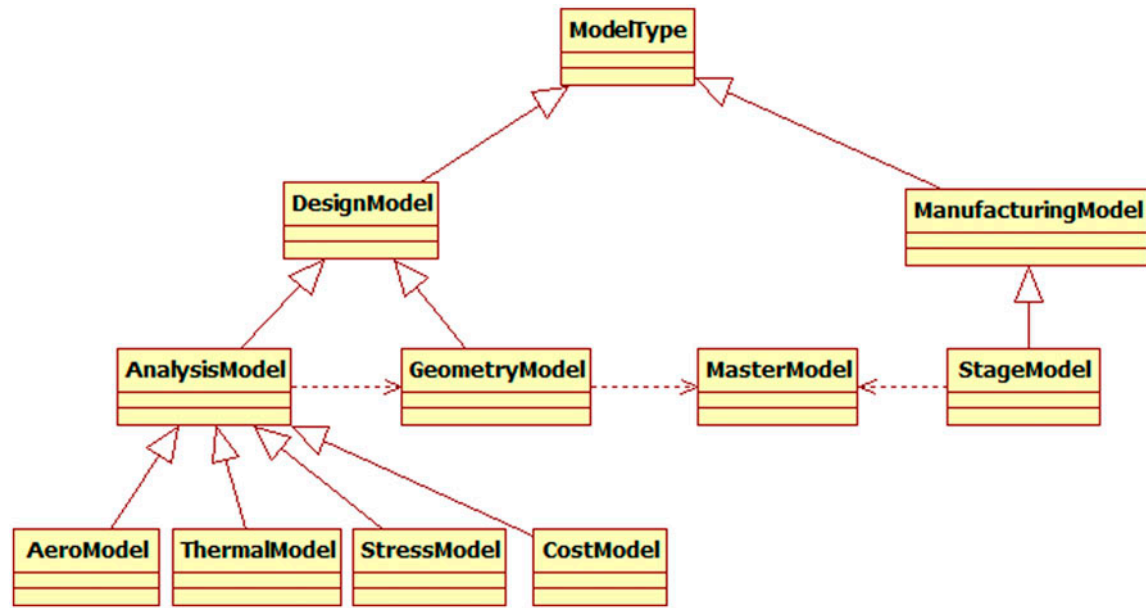 ModelType
DesignModel
ManufacturingModel
AnalysisModel
GeometryModel
MasterModel
StageModel
AeroModel
ThermalModel
StressModel
CostModel